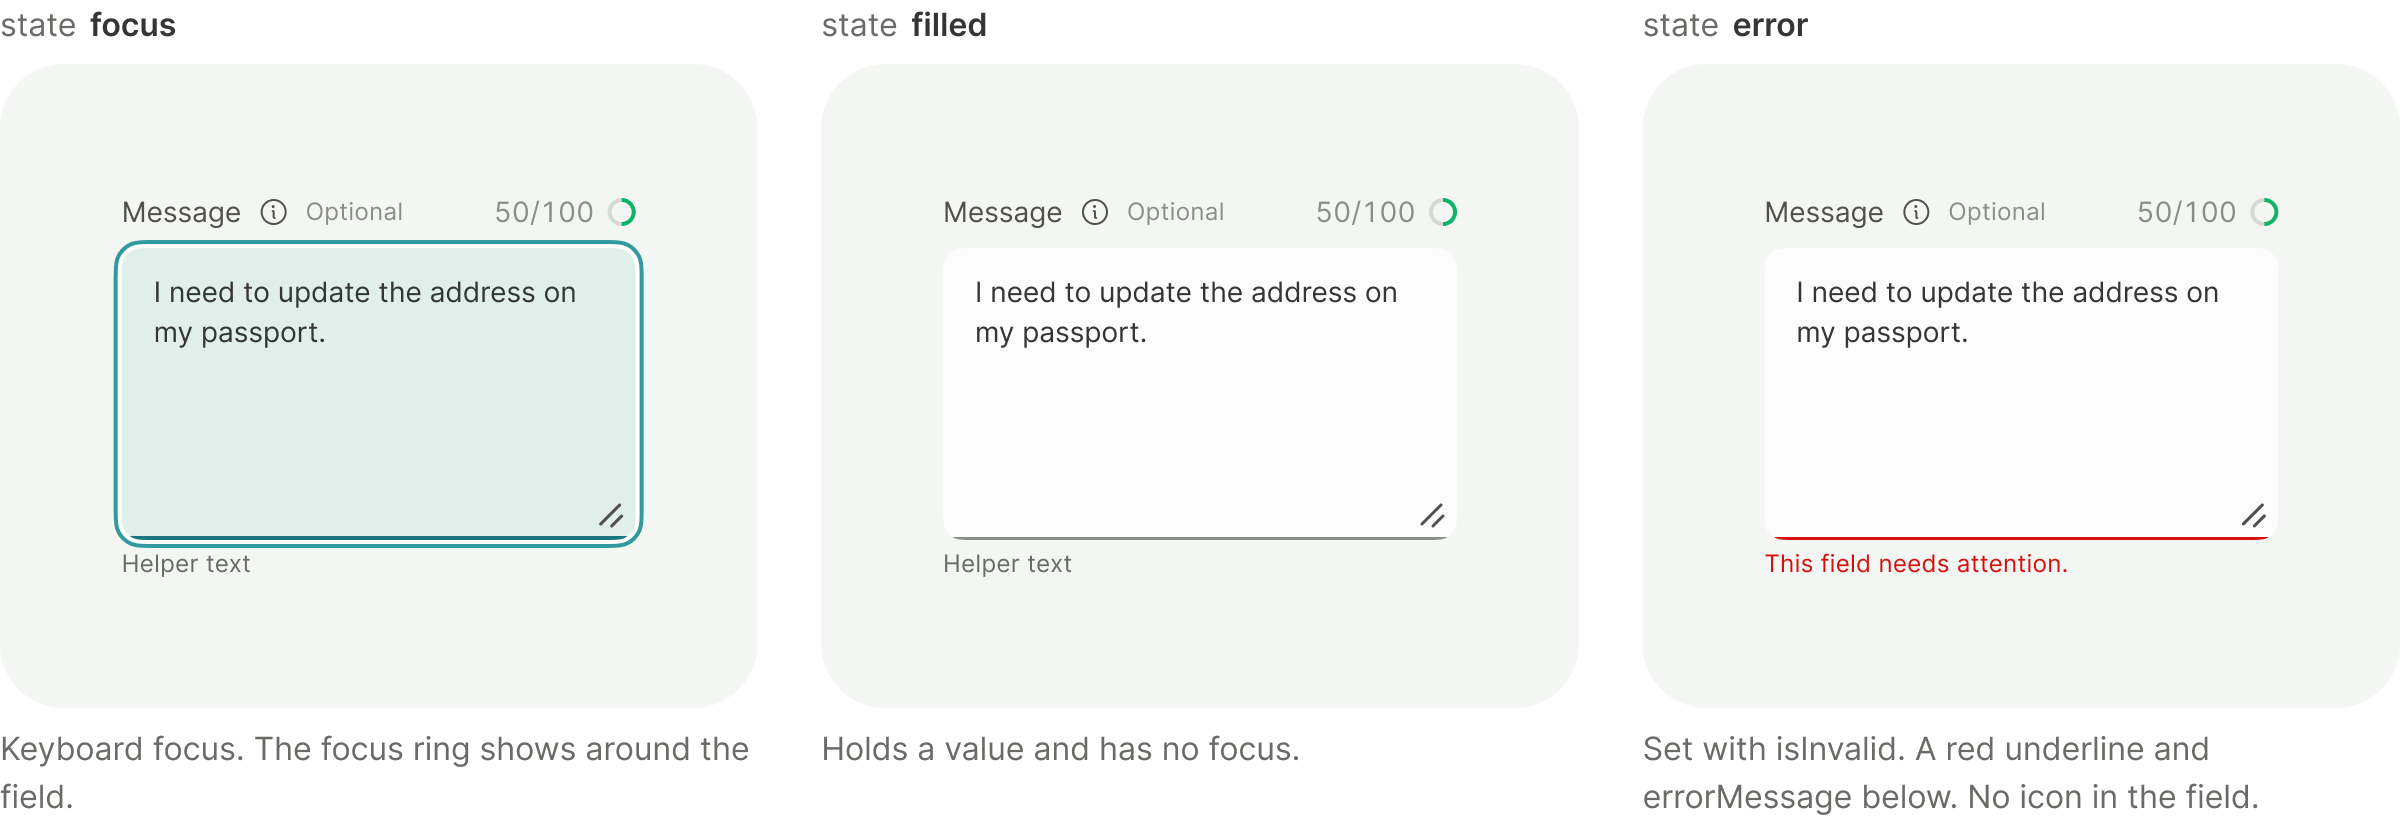 state focus
Message Optional 50/100
I need to update the address on
my passport.
Helper text
Keyboard focus. The focus ring shows around the
field.
state filled
Message Optional 50/100
I need to update the address on
my passport.
Helper text
Holds a value and has no focus.
state error
Message Optional 50/100
I need to update the address on
my passport.
This field needs attention.
Set with isInvalid. A red underline and
errorMessage below. No icon in the field.